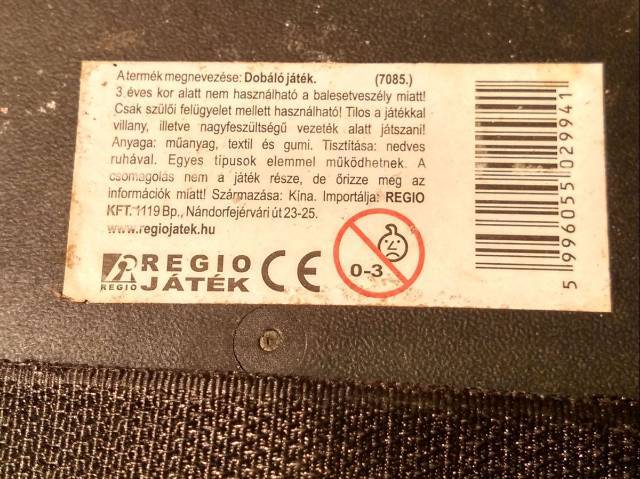 A termék megnevezése: Dobáló játék. (7085.)
3 éves kor alatt nem használható a balesetveszély miatt!
Csak szülői felügyelet mellett használható! Tilos a játékkal
villany, illetve nagyfeszültségű vezeték alatt játszani!
Anyaga: műanyag, textil és gumi. Tisztítása: nedves
ruhával. Egyes típusok elemmel működhetnek. A
csomagolás nem a játék része, de őrizze meg az
információk miatt! Származása: Kína. Importálja: REGIO
KFT. 1119 Bp., Nándorfejérvári út 23-25.
www.regiojatek.hu
REGIO
REGIO
JÁTÉK
CE
0-3
5 996055 029941